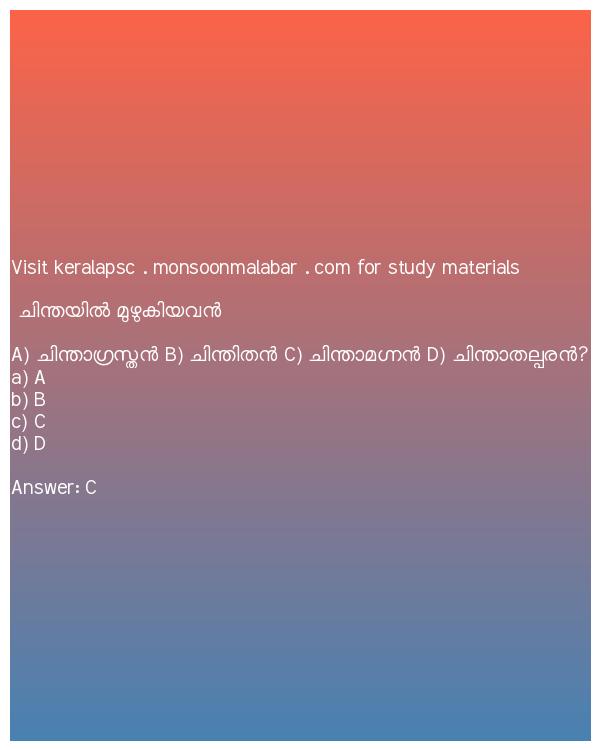 Visit keralapsc . monsoonmalabar . com for study materials
ചിന്തയിൽ മുഴുകിയവൻ
A) ചിന്താഗ്രസ്തൻ B) ചിന്തിതൻ C) ചിന്താമഗ്നൻ D) ചിന്താതല്പരൻ?
a) A
b) B
c) C
d) D
Answer: C